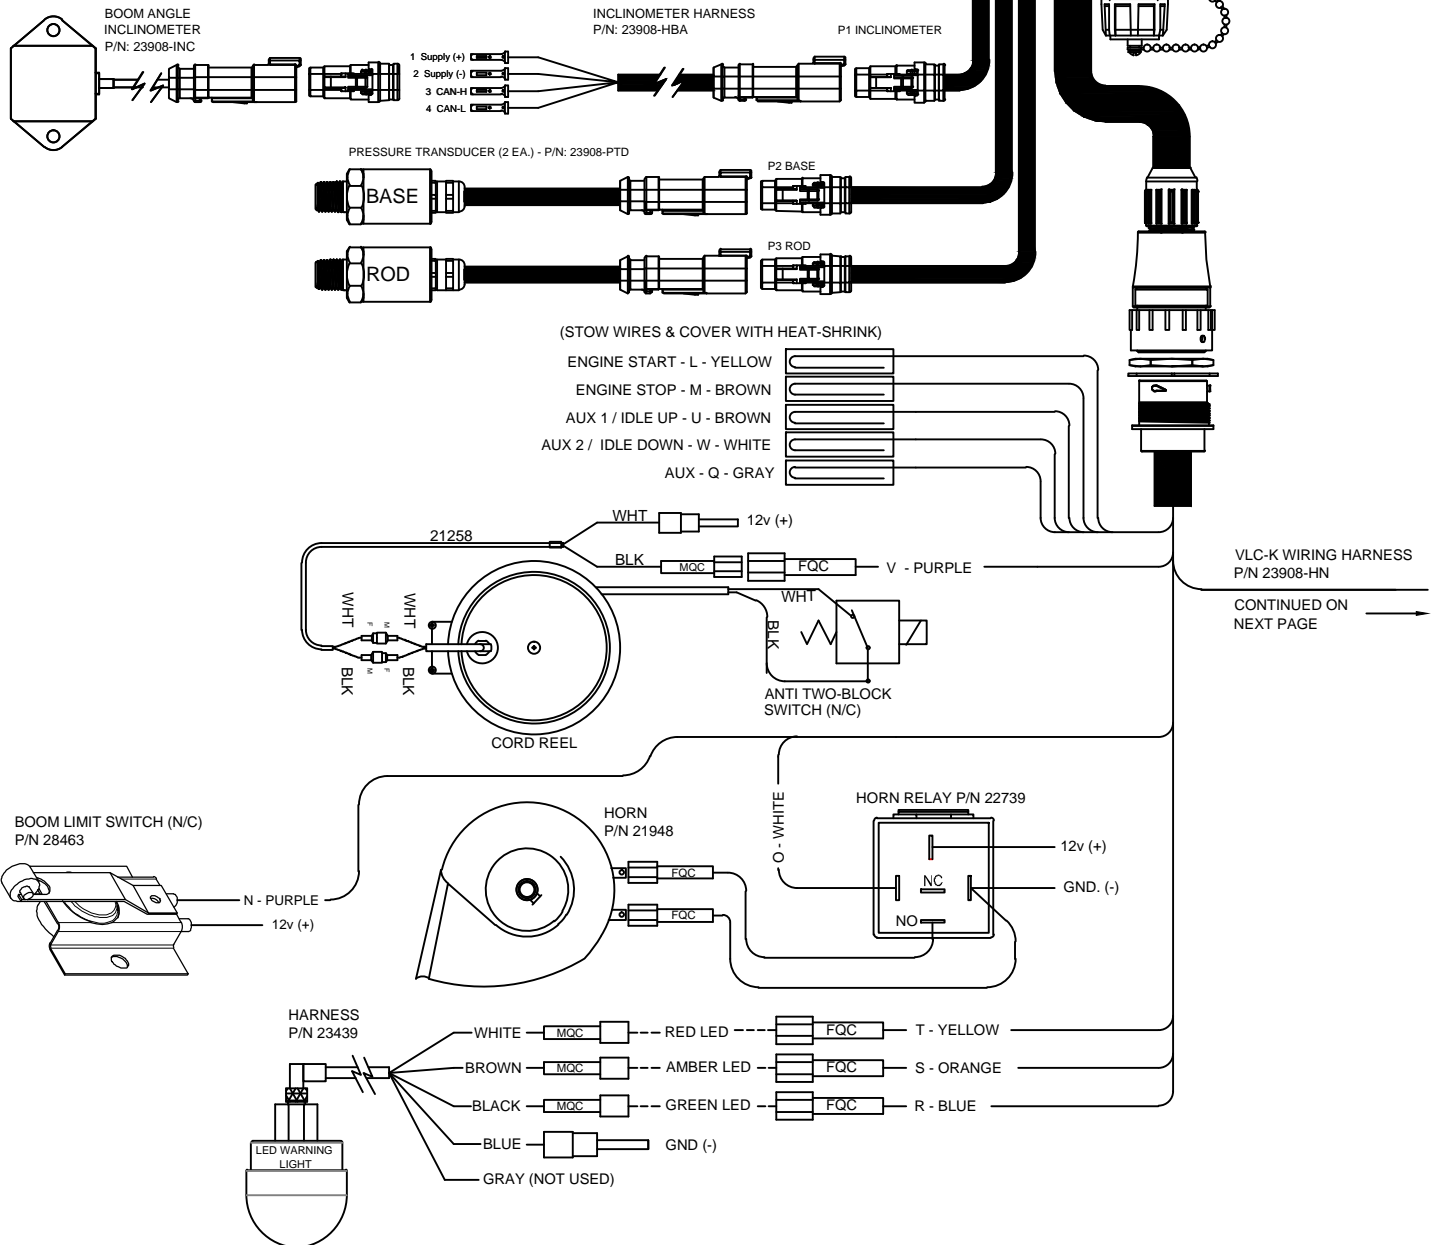 BOOM ANGLE
INCLINOMETER
P/N: 23908-INC
INCLINOMETER HARNESS
P/N: 23908-HBA
P1 INCLINOMETER
1 Supply (+)
2 Supply (-)
3 CAN-H
4 CAN-L
PRESSURE TRANSDUCER (2 EA.) - P/N: 23908-PTD
P2 BASE
BASE
P3 ROD
ROD
(STOW WIRES & COVER WITH HEAT-SHRINK)
ENGINE START - L - YELLOW
ENGINE STOP - M - BROWN
AUX 1 / IDLE UP - U - BROWN
AUX 2 / IDLE DOWN - W - WHITE
AUX - Q - GRAY
WHT
12v (+)
21258
BLK
MQC
FQC
V - PURPLE
VLC-K WIRING HARNESS
P/N 23908-HN
CONTINUED ON
NEXT PAGE
WHT
WHT
F
M
BLK
BLK
M
F
WHT
BLK
ANTI TWO-BLOCK
SWITCH (N/C)
CORD REEL
BOOM LIMIT SWITCH (N/C)
P/N 28463
N - PURPLE
12v (+)
HORN
P/N 21948
FQC
FQC
O - WHITE
HORN RELAY P/N 22739
12v (+)
NC
GND. (-)
NO
HARNESS
P/N 23439
WHITE
MQC
RED LED
FQC
T - YELLOW
BROWN
MQC
AMBER LED
FQC
S - ORANGE
BLACK
MQC
GREEN LED
FQC
R - BLUE
BLUE
GND (-)
GRAY (NOT USED)
LED WARNING
LIGHT